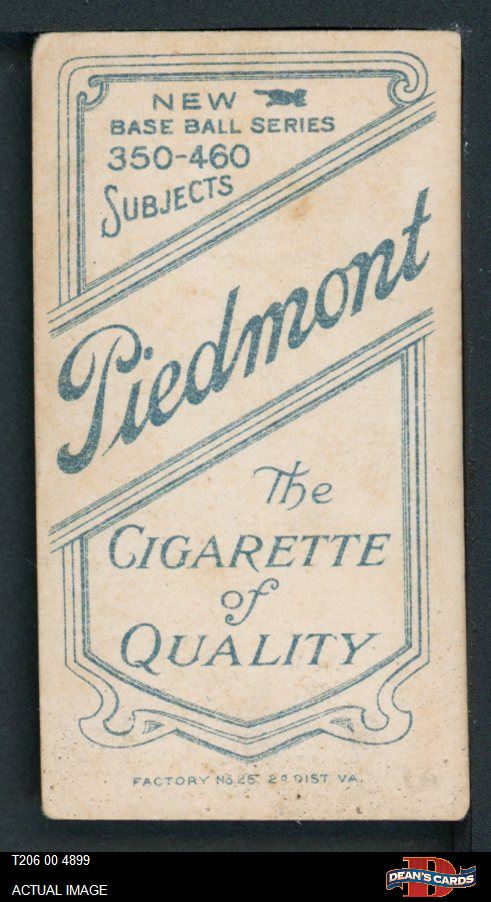 NEW
BASE BALL SERIES
350-460
SUBJECTS
Piedmont
The
CIGARETTE
of
QUALITY
FACTORY No. 25. 2d DIST VA.
T206 00 4899
ACTUAL IMAGE
DEAN'S CARDS